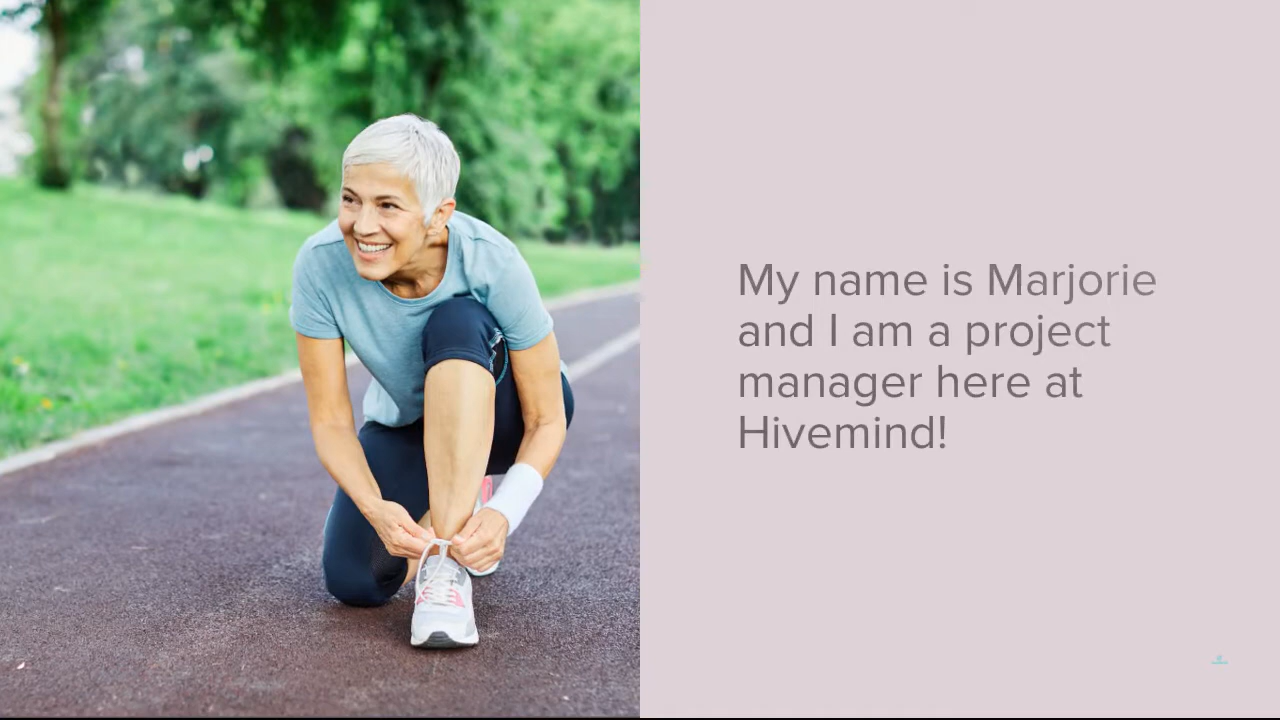 My name is Marjorie
and I am a project
manager here at
Hivemind!